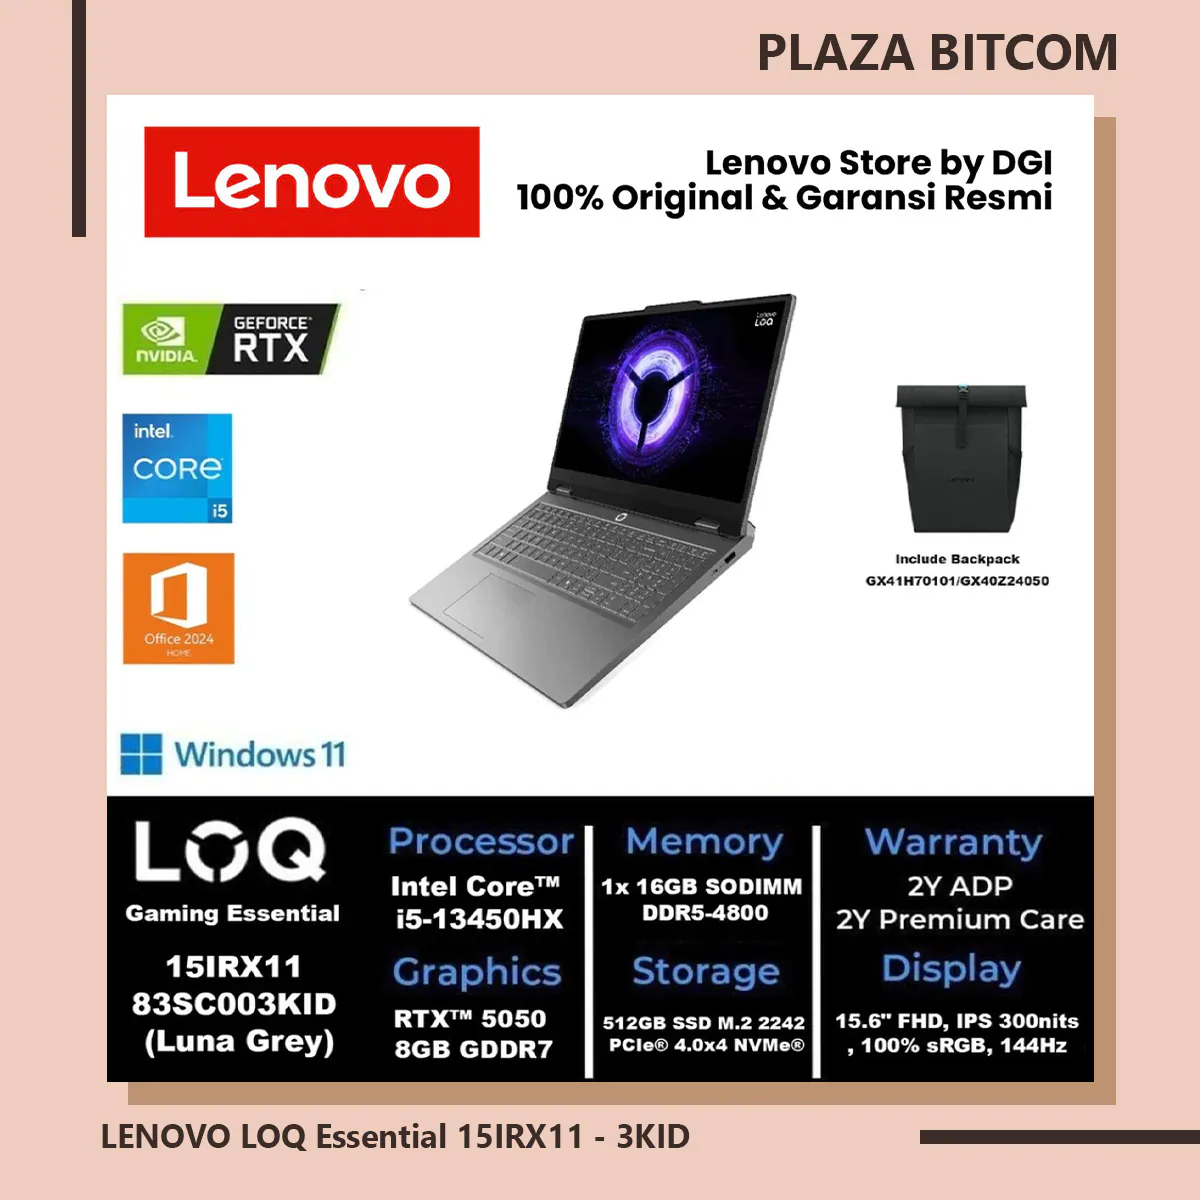 PLAZA BITCOM
Lenovo
Lenovo Store by DGI
100% Original & Garansi Resmi
NVIDIA.
GEFORCE®
RTX
intel.
CORE™
i5
Office 2024
HOME
Windows 11
Lenovo
LOQ
Lenovo
Include Backpack
GX41H70101/GX40Z24050
LOQ
Gaming Essential
15IRX11
83SC003KID
(Luna Grey)
Processor
Intel Core™
i5-13450HX
Graphics
RTX™ 5050
8GB GDDR7
Memory
1x 16GB SODIMM
DDR5-4800
Storage
512GB SSD M.2 2242
PCIe® 4.0x4 NVMe®
Warranty
2Y ADP
2Y Premium Care
Display
15.6" FHD, IPS 300nits
, 100% sRGB, 144Hz
LENOVO LOQ Essential 15IRX11 - 3KID